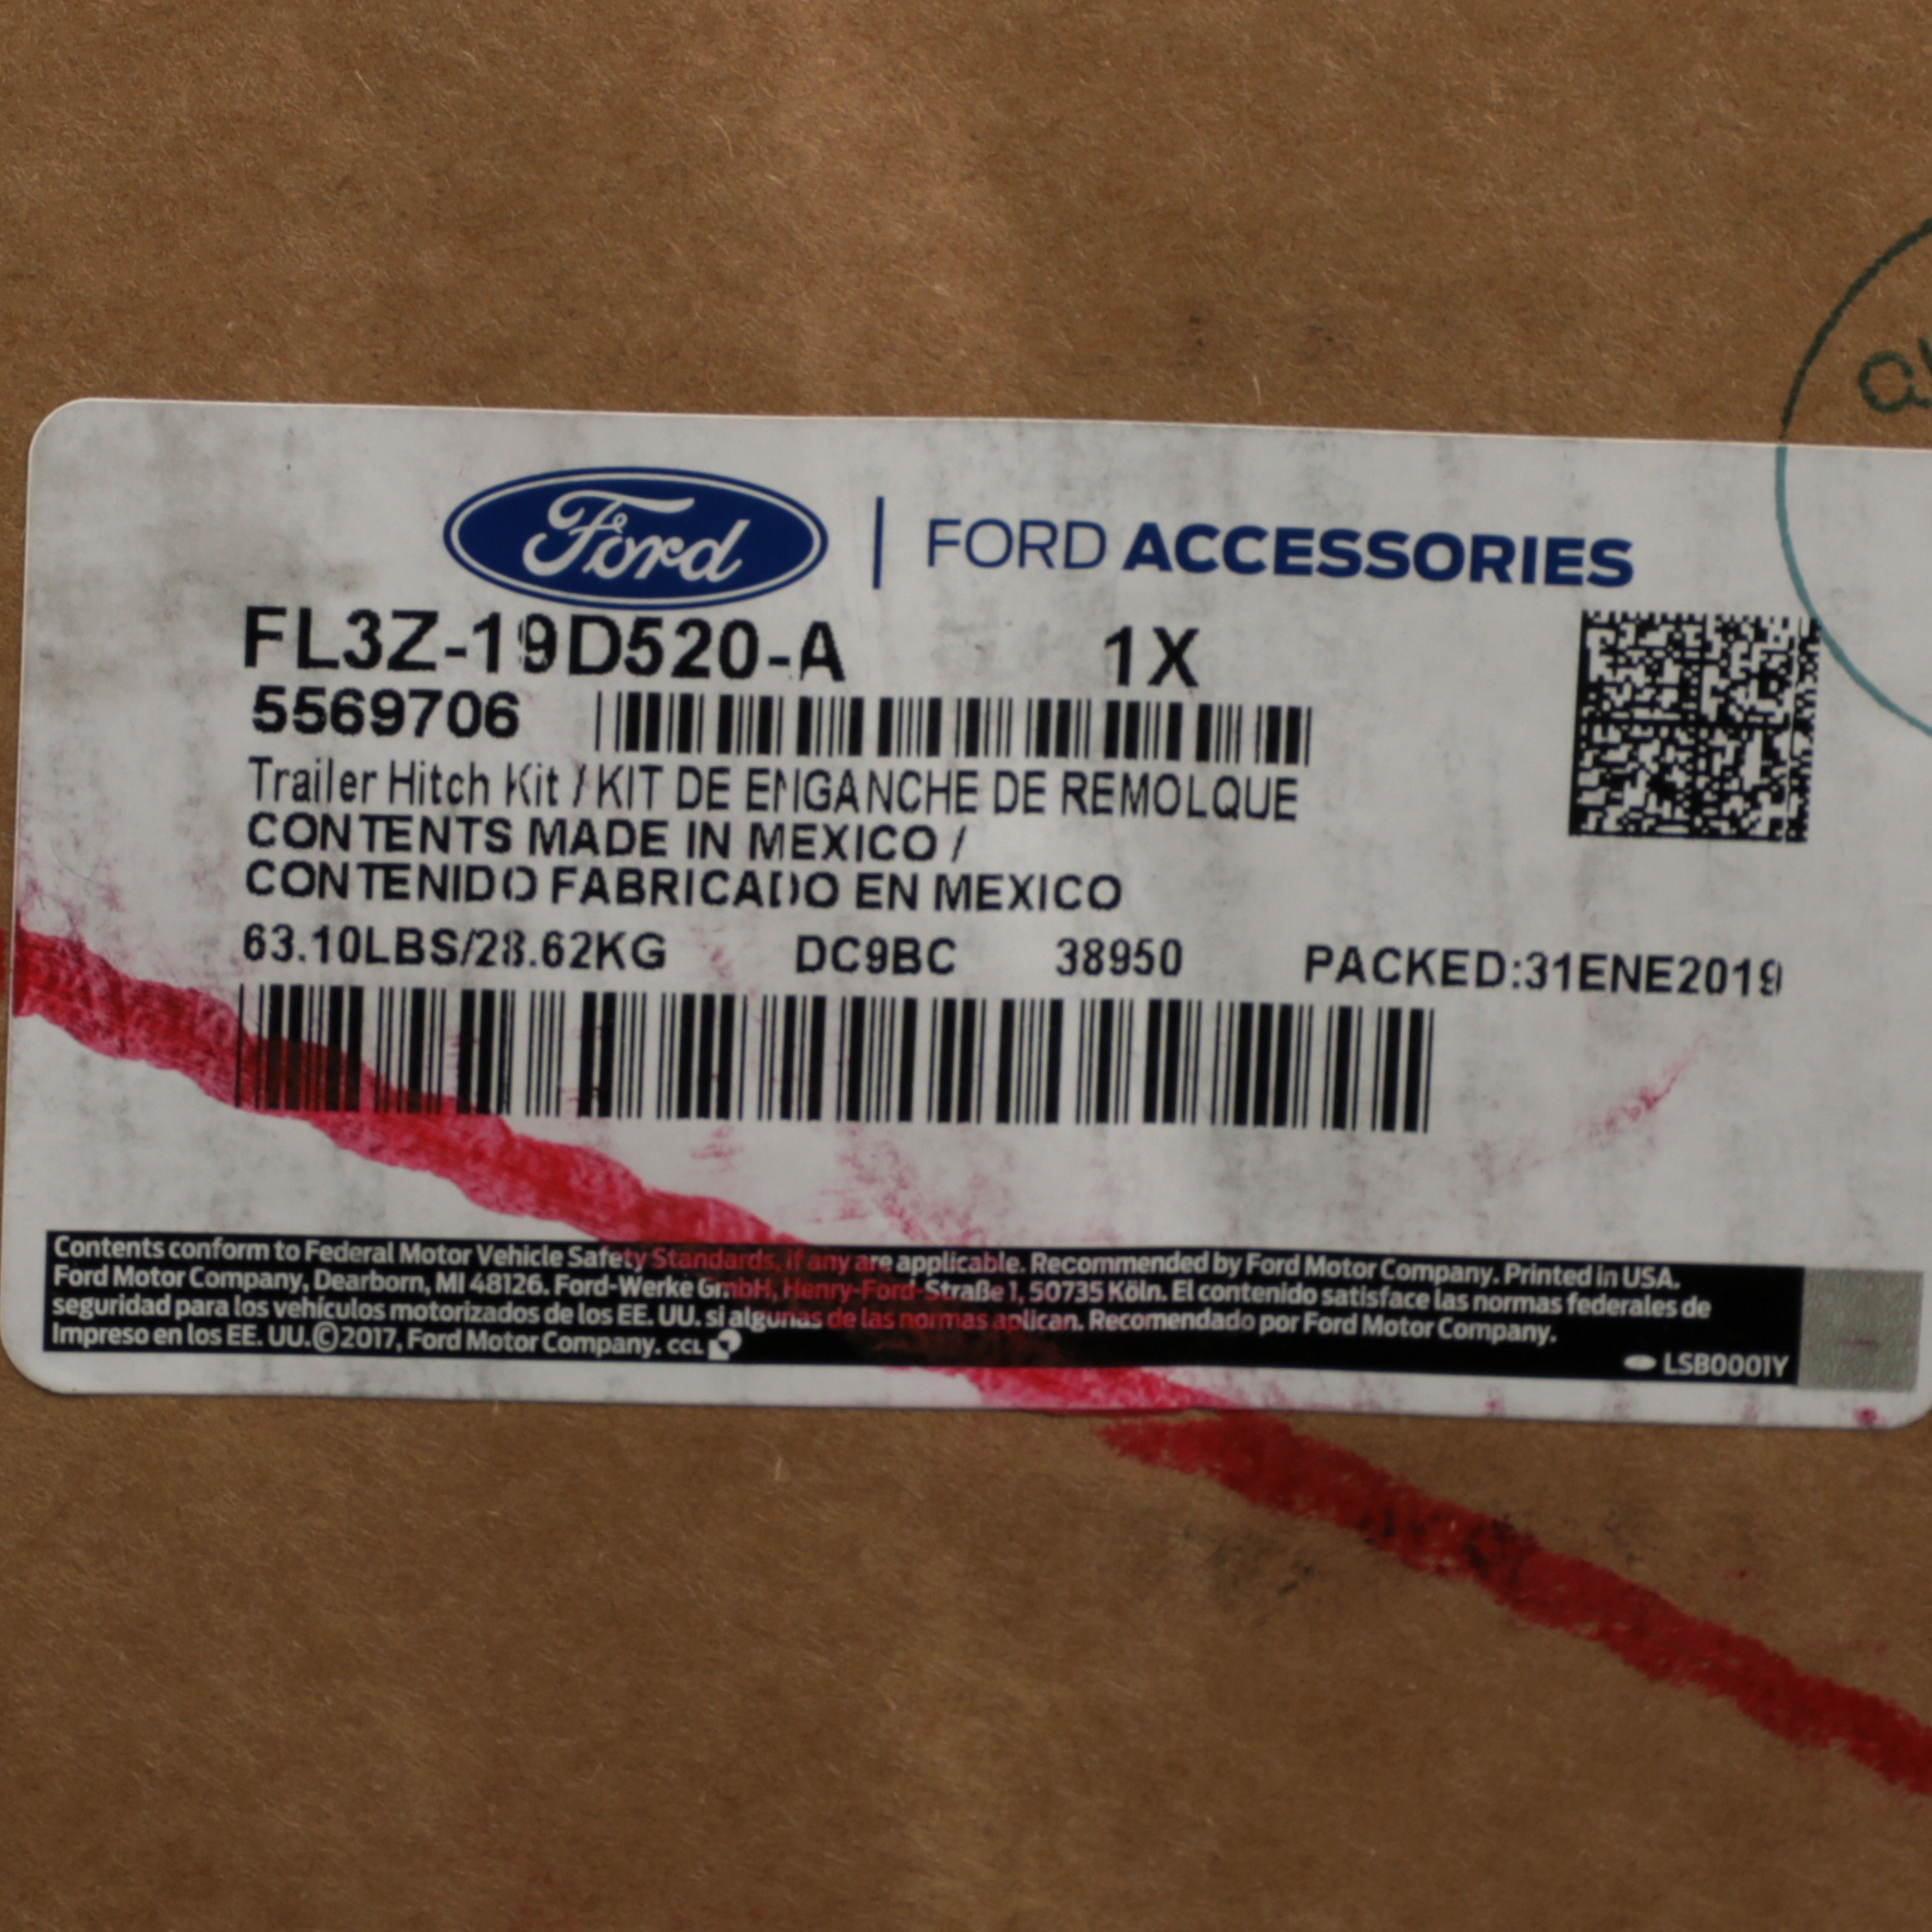 Ford | FORD ACCESSORIES
FL3Z-19D520-A 1X
5569706
Trailer Hitch Kit / KIT DE ENGANCHE DE REMOLQUE
CONTENTS MADE IN MEXICO /
CONTENIDO FABRICADO EN MEXICO
63.10LBS/28.62KG DC9BC 38950 PACKED:31ENE2019
Contents conform to Federal Motor Vehicle Safety Standards, if any are applicable. Recommended by Ford Motor Company. Printed in USA.
Ford Motor Company, Dearborn, MI 48126. Ford-Werke GmbH, Henry-Ford-Straße 1, 50735 Köln. El contenido satisface las normas federales de
seguridad para los vehículos motorizados de los EE. UU. si algunas de las normas aplican. Recomendado por Ford Motor Company.
Impreso en los EE. UU.©2017, Ford Motor Company. CCL
LSB0001Y